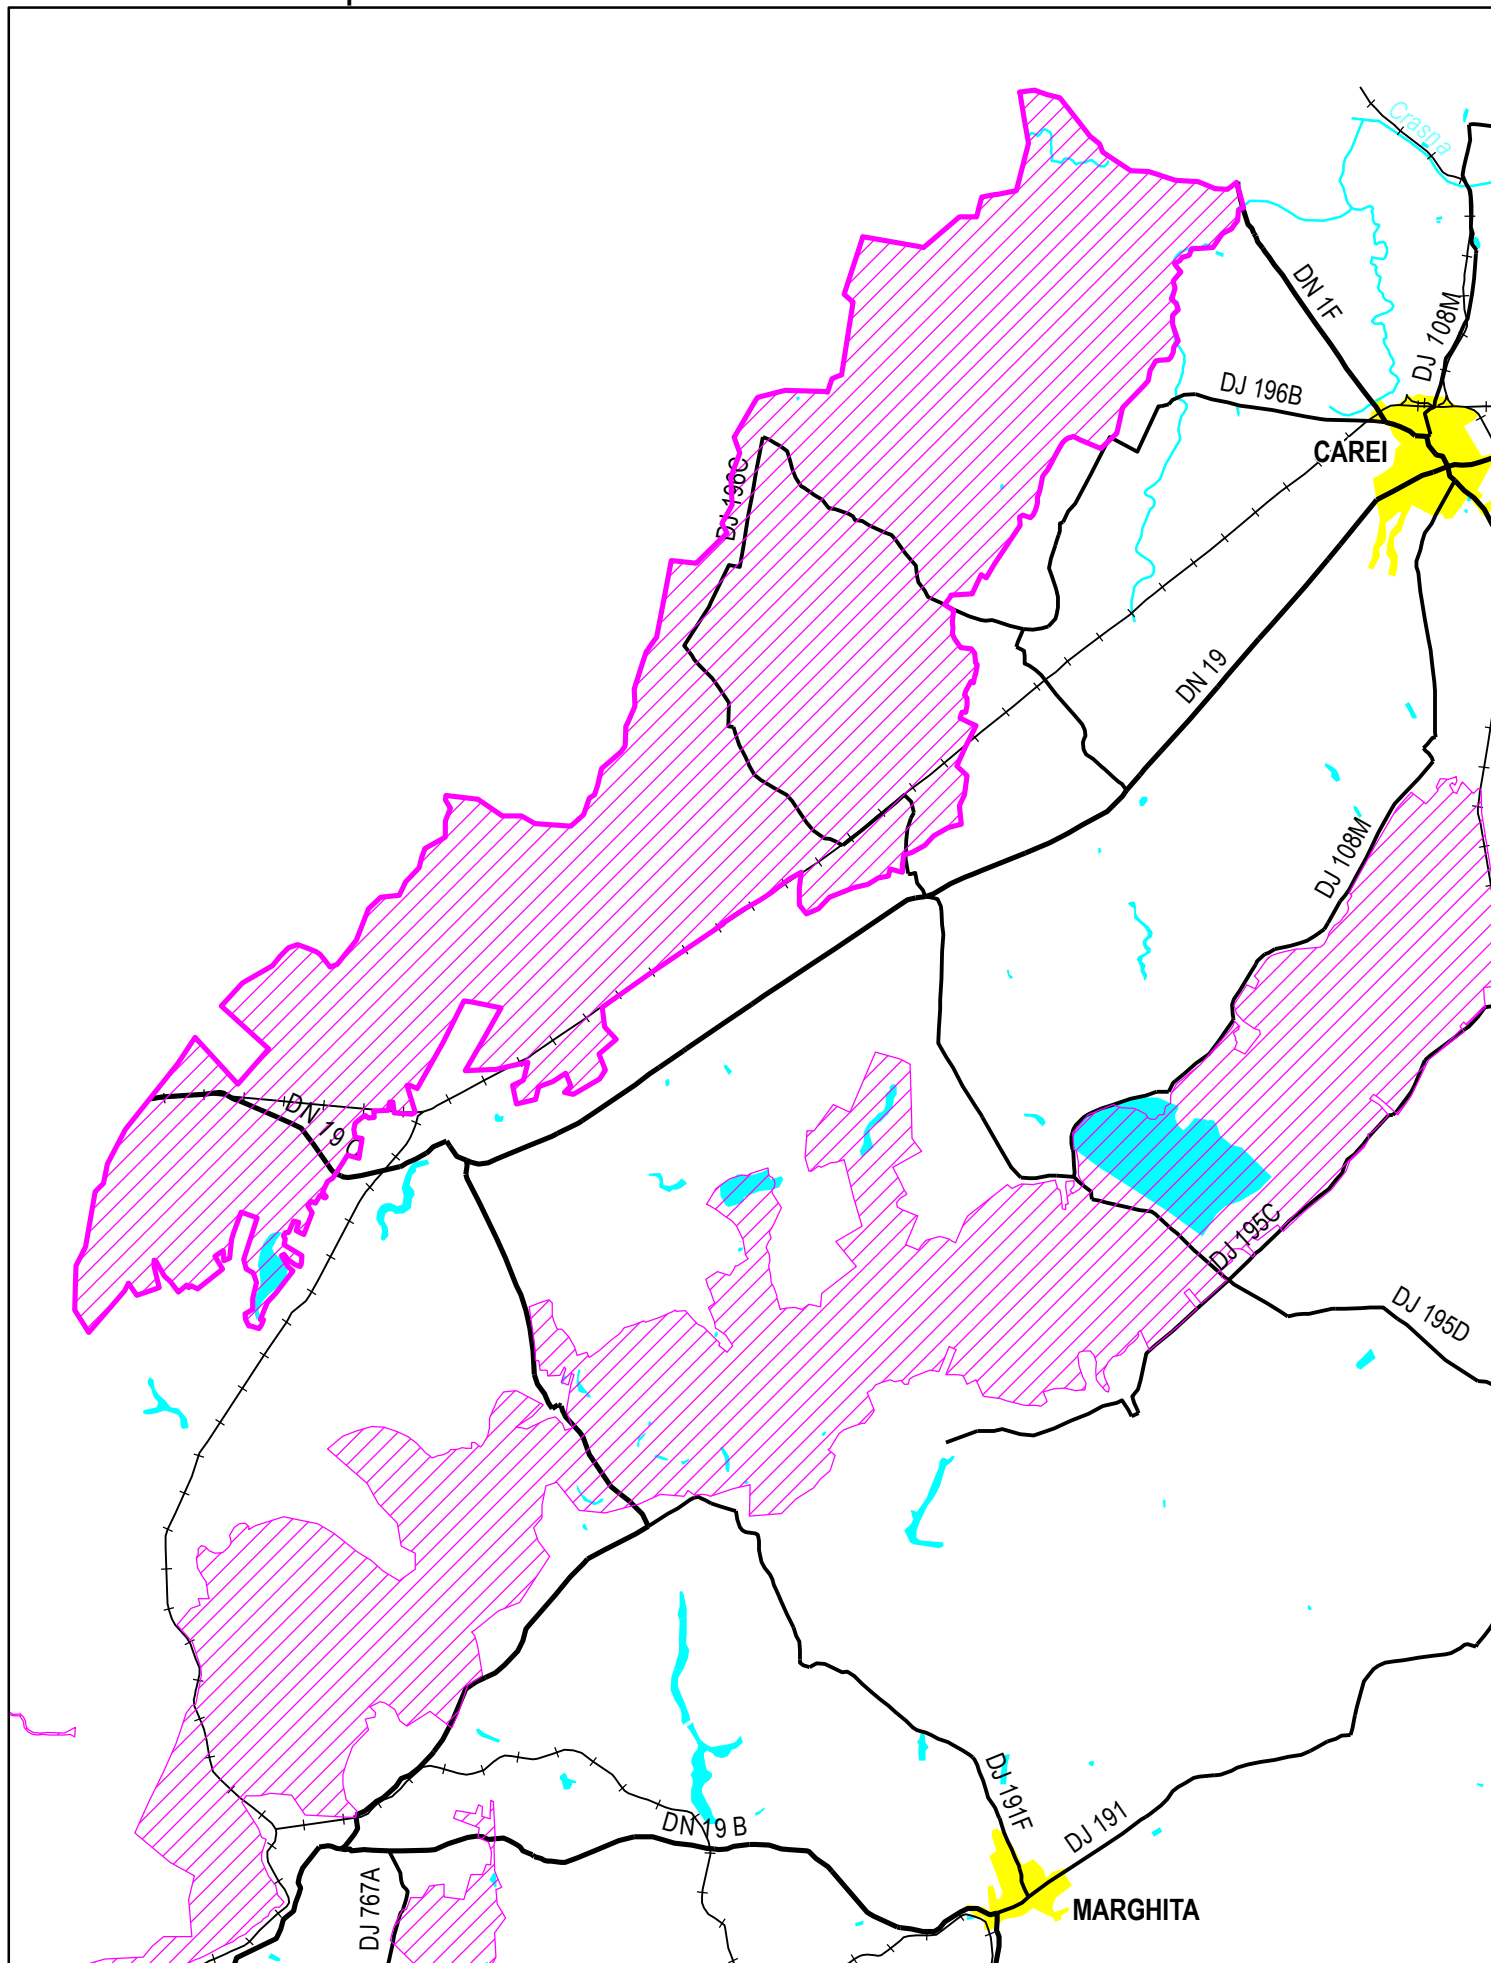 Crasna
DN 1F
DJ 108M
DJ 196B
CAREI
DJ 196C
DN 19
DJ 108M
DN 19 C
DJ 195C
DJ 195D
DJ 191F
DJ 191
DN 19 B
DJ 767A
MARGHITA